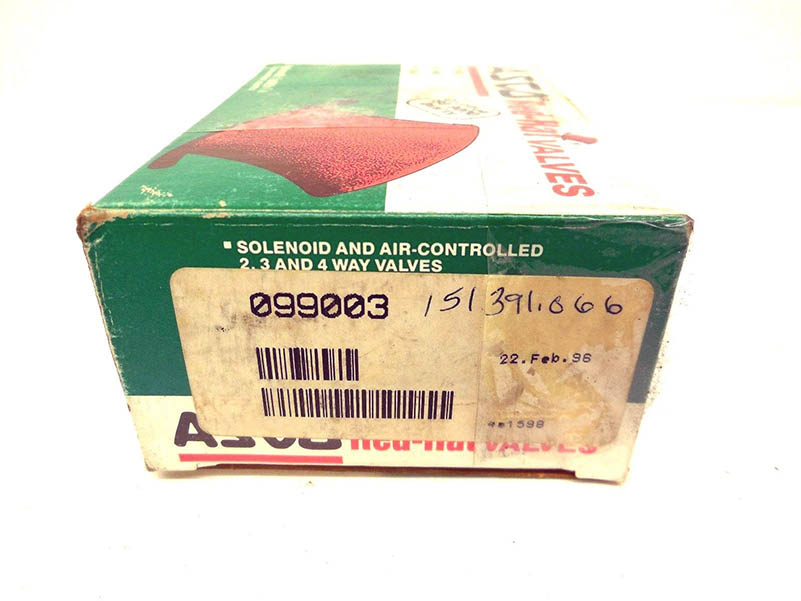 ASCO Red-Hat VALVES
■ SOLENOID AND AIR-CONTROLLED
2, 3 AND 4 WAY VALVES
099003 151391.066
22.Feb.96
ASCO Red-Hat VALVES